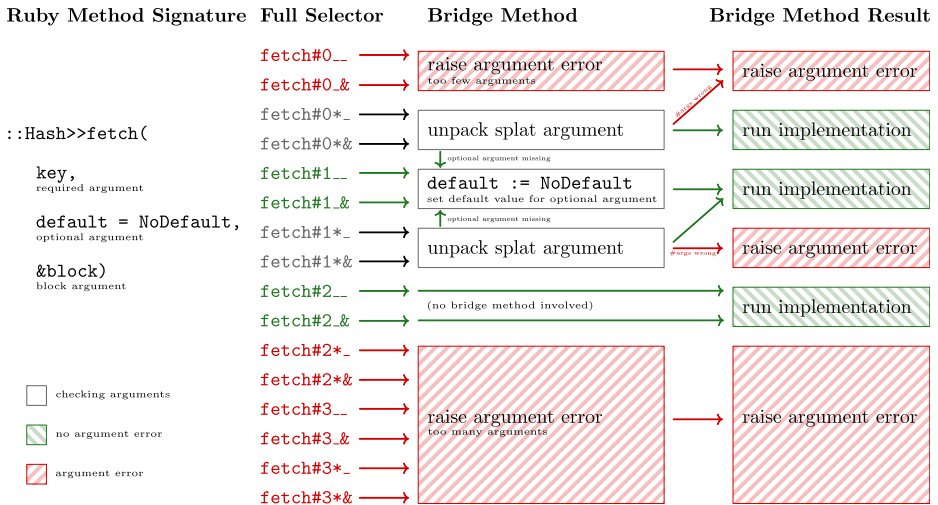 Ruby Method Signature
Full Selector
Bridge Method
Bridge Method Result
::Hash>>fetch(
key,
required argument
default = NoDefault,
optional argument
&block)
block argument
checking arguments
no argument error
argument error
fetch#0__
fetch#0_&
fetch#0*_
fetch#0*&
fetch#1__
fetch#1_&
fetch#1*_
fetch#1*&
fetch#2__
fetch#2_&
fetch#2*_
fetch#2*&
fetch#3__
fetch#3_&
fetch#3*_
fetch#3*&
raise argument error
too few arguments
unpack splat argument
optional argument missing
default := NoDefault
set default value for optional argument
optional argument missing
unpack splat argument
(no bridge method involved)
raise argument error
too many arguments
#args wrong
#args wrong
raise argument error
run implementation
run implementation
raise argument error
run implementation
raise argument error